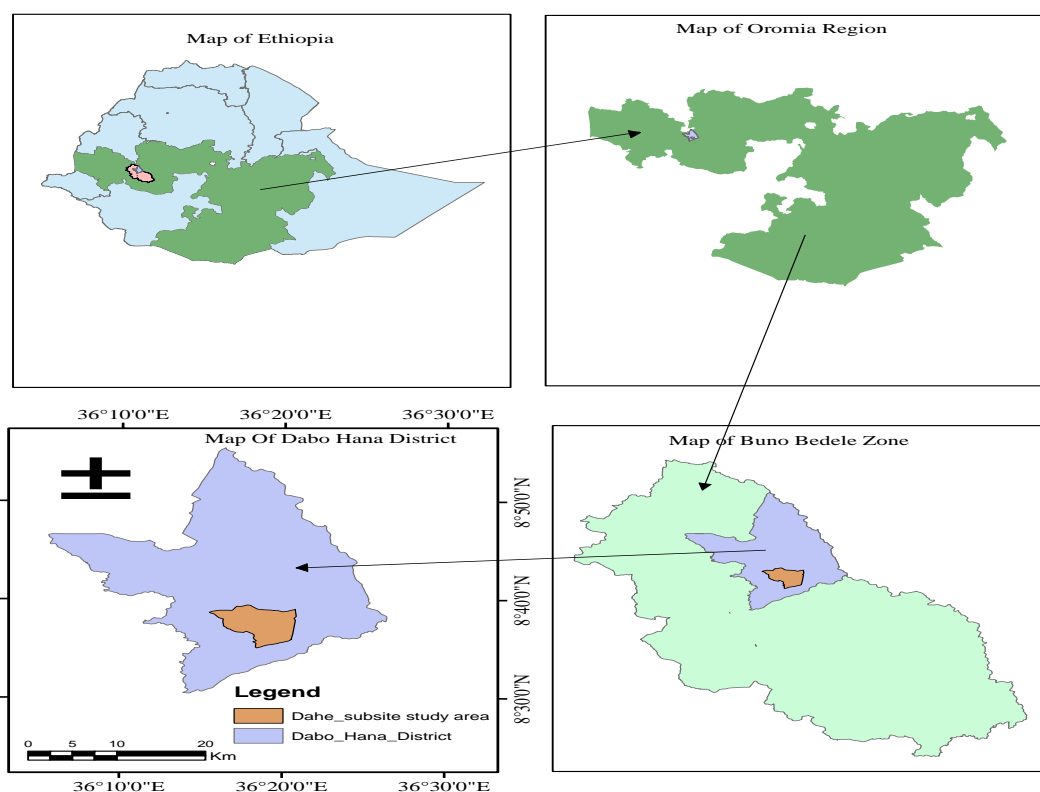 Map of Ethiopia
Map of Oromia Region
36°10'0"E 36°20'0"E 36°30'0"E
Map Of Dabo Hana District
8°50'0"N
8°40'0"N
8°30'0"N
Legend
Dahe_subsite study area
Dabo_Hana_District
0 5 10 20
Km
36°10'0"E 36°20'0"E 36°30'0"E
Map of Buno Bedele Zone